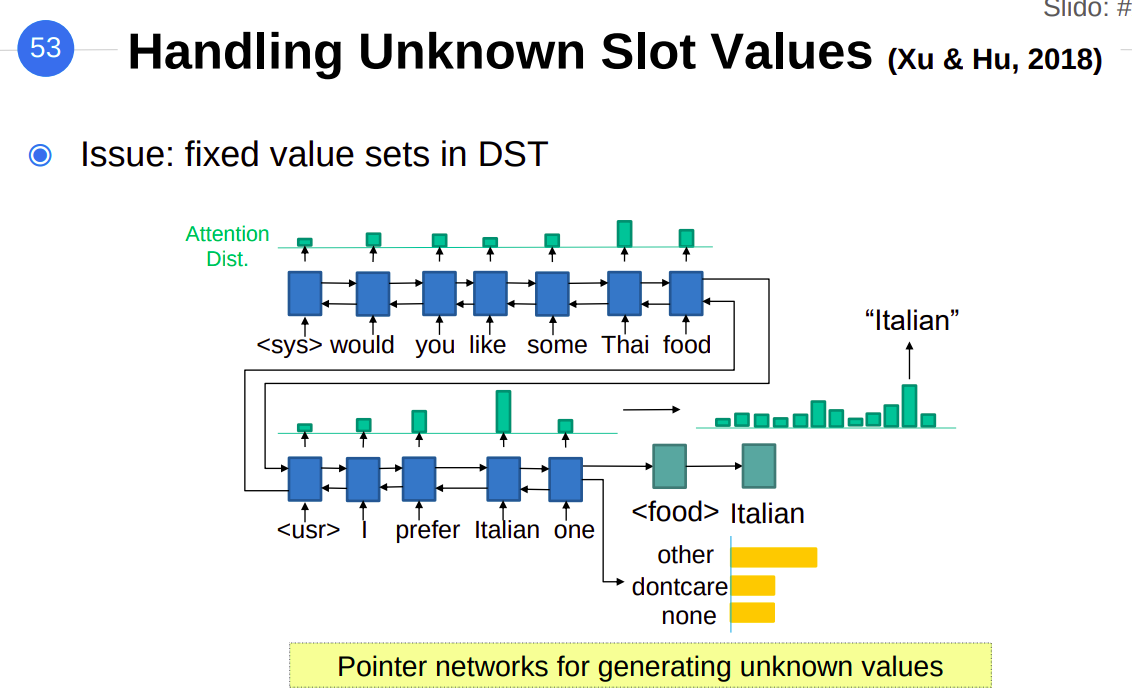 Slido: #
53
Handling Unknown Slot Values (Xu & Hu, 2018)
Issue: fixed value sets in DST
Attention
Dist.
<sys> would you like some Thai food
“Italian”
<usr> I prefer Italian one
<food> Italian
other
dontcare
none
Pointer networks for generating unknown values